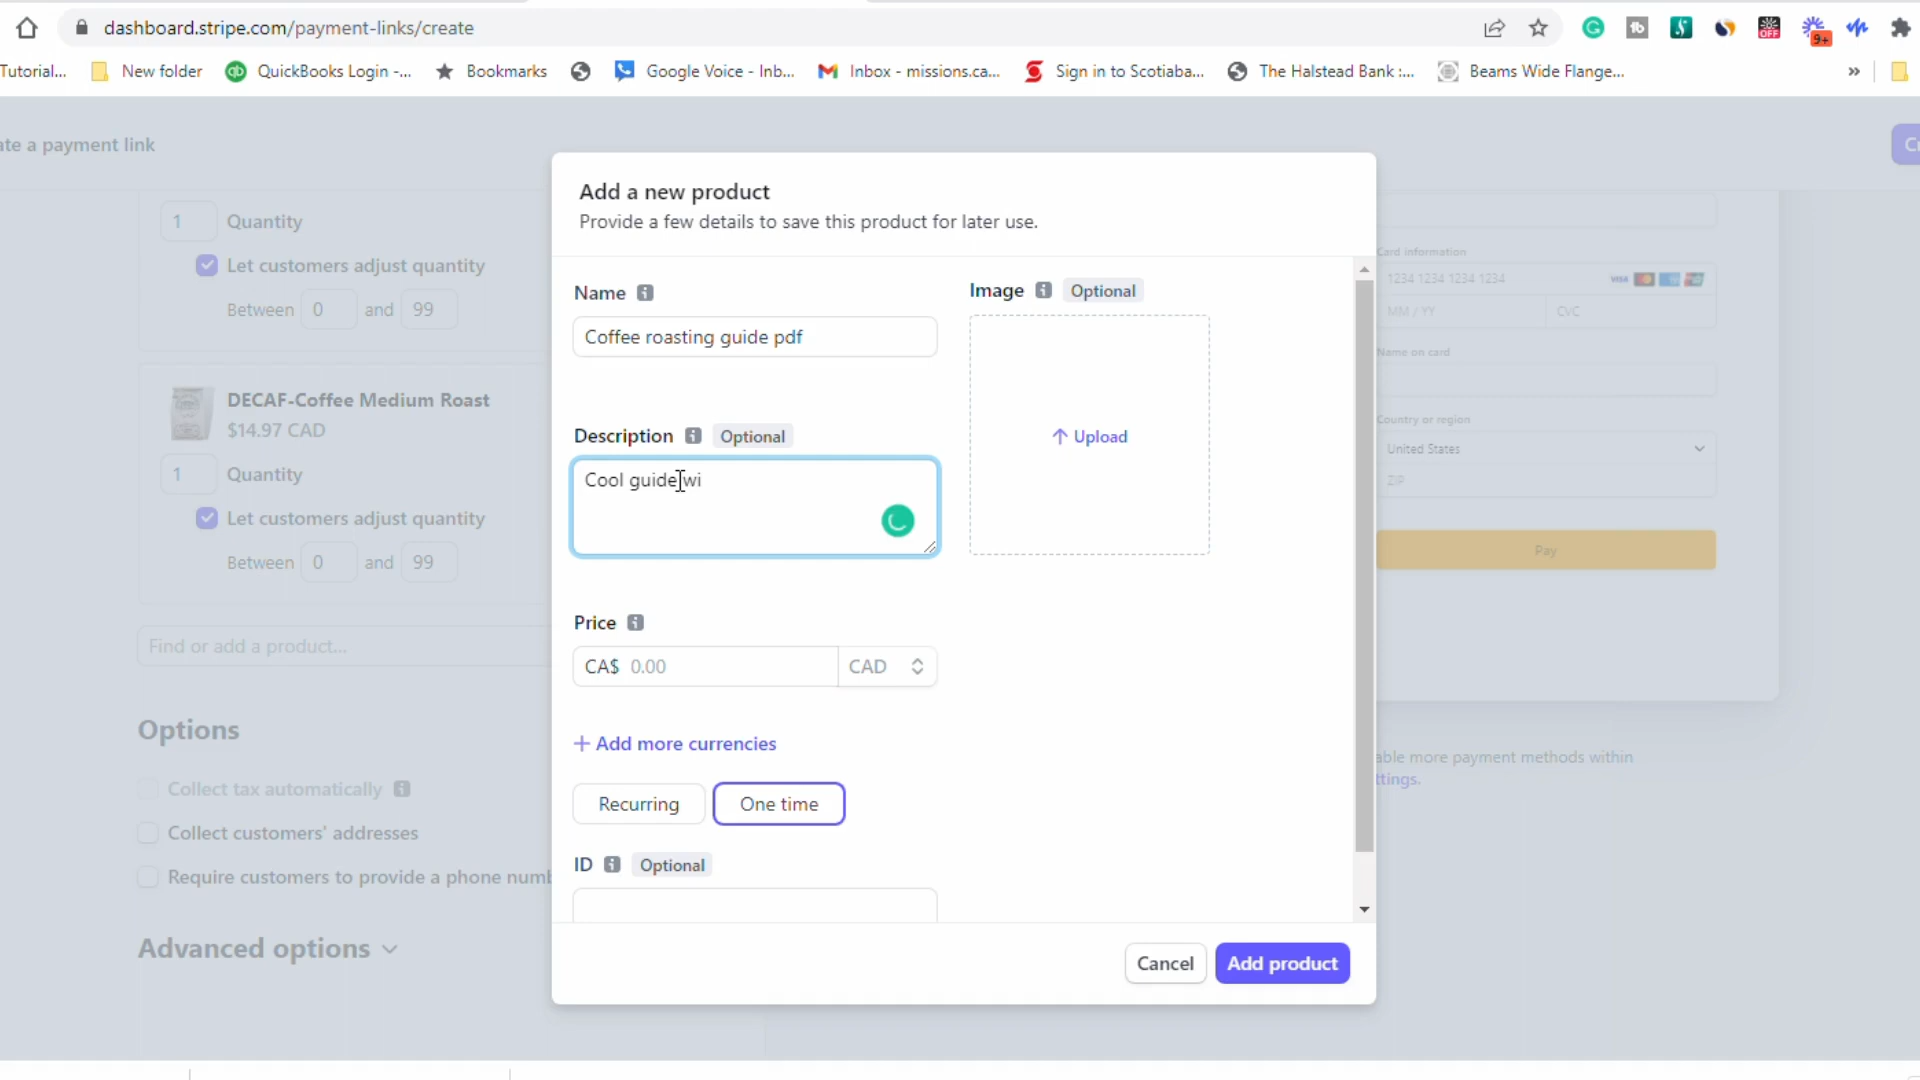 dashboard.stripe.com/payment-links/create
9+
OFF
Tutorial...
New folder
QuickBooks Login -...
Bookmarks
Google Voice - Inb...
Inbox - missions.ca...
Sign in to Scotiaba...
The Halstead Bank :...
Beams Wide Flange...
»
ate a payment link
Cr
1 Quantity
Let customers adjust quantity
Between 0 and 99
DECAF-Coffee Medium Roast
$14.97 CAD
1 Quantity
Let customers adjust quantity
Between 0 and 99
Find or add a product...
Options
Collect tax automatically
Collect customers' addresses
Require customers to provide a phone numb
Advanced options
Add a new product
Provide a few details to save this product for later use.
Name
Coffee roasting guide pdf
Image Optional
Upload
Description Optional
Cool guide wi
Price
CA$ 0.00 CAD
+ Add more currencies
Recurring One time
ID Optional
Cancel Add product
Card information
1234 1234 1234 1234 VISA
MM / YY CVC
Name on card
Country or region
United States
ZIP
Pay
able more payment methods within
ttings.